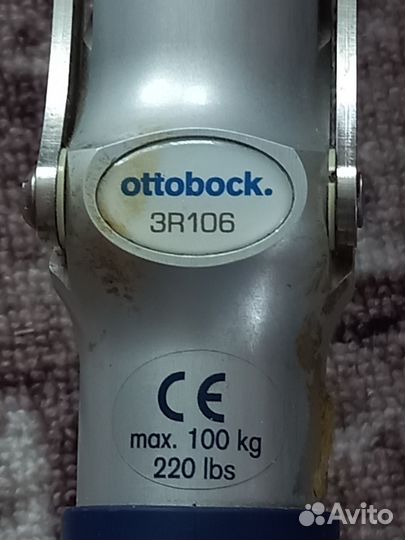 ottobock.
3R106
CE
max. 100 kg
220 lbs
Avito